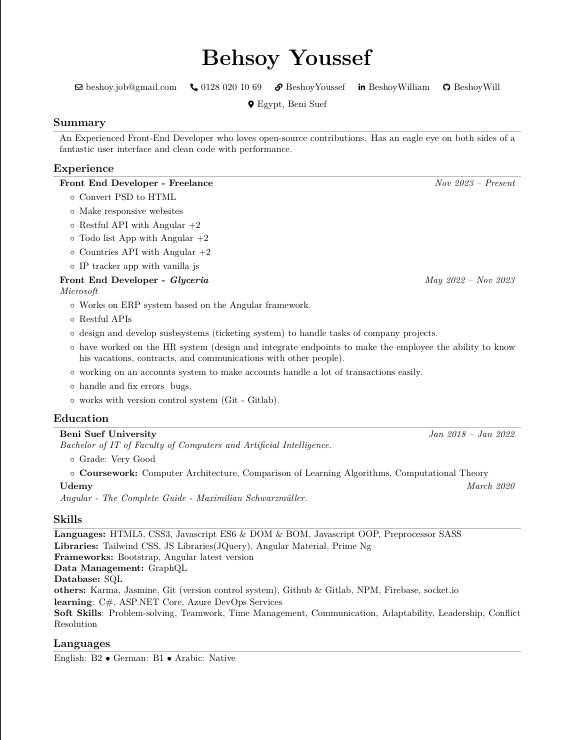 Behsoy Youssef
beshoy.job@gmail.com 0128 020 10 69 BeshoyYoussef BeshoyWilliam BeshoyWill
Egypt, Beni Suef
Summary
An Experienced Front-End Developer who loves open-source contributions. Has an eagle eye on both sides of a
fantastic user interface and clean code with performance.
Experience
Front End Developer - Freelance Nov 2023 – Present
◦ Convert PSD to HTML
◦ Make responsive websites
◦ Restful API with Angular +2
◦ Todo list App with Angular +2
◦ Countries API with Angular +2
◦ IP tracker app with vanilla js
Front End Developer - Glyceria May 2022 – Nov 2023
Microsoft
◦ Works on ERP system based on the Angular framework.
◦ Restful APIs
◦ design and develop susbsystems (ticketing system) to handle tasks of company projects.
◦ have worked on the HR system (design and integrate endpoints to make the employee the ability to know
his vacations, contracts, and communications with other people).
◦ working on an accounts system to make accounts handle a lot of transactions easily.
◦ handle and fix errors bugs.
◦ works with version control system (Git - Gitlab).
Education
Beni Suef University Jan 2018 – Jan 2022
Bachelor of IT of Faculty of Computers and Artificial Intelligence.
◦ Grade: Very Good
◦ Coursework: Computer Architecture, Comparison of Learning Algorithms, Computational Theory
Udemy March 2020
Angular - The Complete Guide - Maximilian Schwarzmüller.
Skills
Languages: HTML5, CSS3, Javascript ES6 & DOM & BOM, Javascript OOP, Preprocessor SASS
Libraries: Tailwind CSS, JS Libraries(JQuery), Angular Material, Prime Ng
Frameworks: Bootstrap, Angular latest version
Data Management: GraphQL
Database: SQL
others: Karma, Jasmine, Git (version control system), Github & Gitlab, NPM, Firebase, socket.io
learning: C#, ASP.NET Core, Azure DevOps Services
Soft Skills: Problem-solving, Teamwork, Time Management, Communication, Adaptability, Leadership, Conflict
Resolution
Languages
English: B2 • German: B1 • Arabic: Native